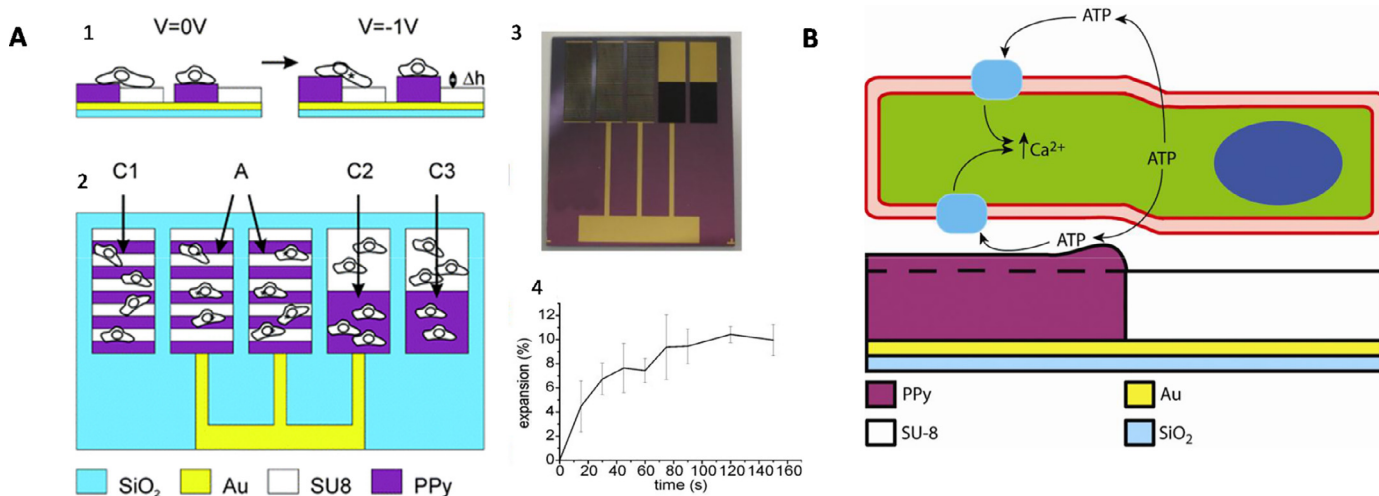 A
1
V=0V
V=-1V
Δh
2
C1
A
C2
C3
SiO₂
Au
SU8
PPy
3
4
expansion (%)
14
12
10
8
6
4
2
0
0 20 40 60 80 100 120 140 160
time (s)
B
ATP
ATP
↑Ca²⁺
ATP
PPy
Au
SU-8
SiO₂